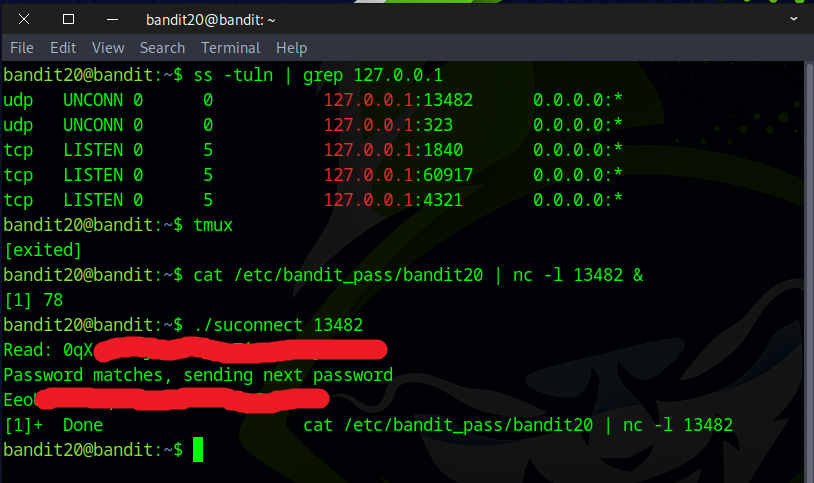 bandit20@bandit: ~
File Edit View Search Terminal Help
bandit20@bandit:~$ ss -tuln | grep 127.0.0.1
udp UNCONN 0 0 127.0.0.1:13482 0.0.0.0:*
udp UNCONN 0 0 127.0.0.1:323 0.0.0.0:*
tcp LISTEN 0 5 127.0.0.1:1840 0.0.0.0:*
tcp LISTEN 0 5 127.0.0.1:60917 0.0.0.0:*
tcp LISTEN 0 5 127.0.0.1:4321 0.0.0.0:*
bandit20@bandit:~$ tmux
[exited]
bandit20@bandit:~$ cat /etc/bandit_pass/bandit20 | nc -l 13482 &
[1] 78
bandit20@bandit:~$ ./suconnect 13482
Read: 0qX
Password matches, sending next password
Eeo
[1]+ Done cat /etc/bandit_pass/bandit20 | nc -l 13482
bandit20@bandit:~$